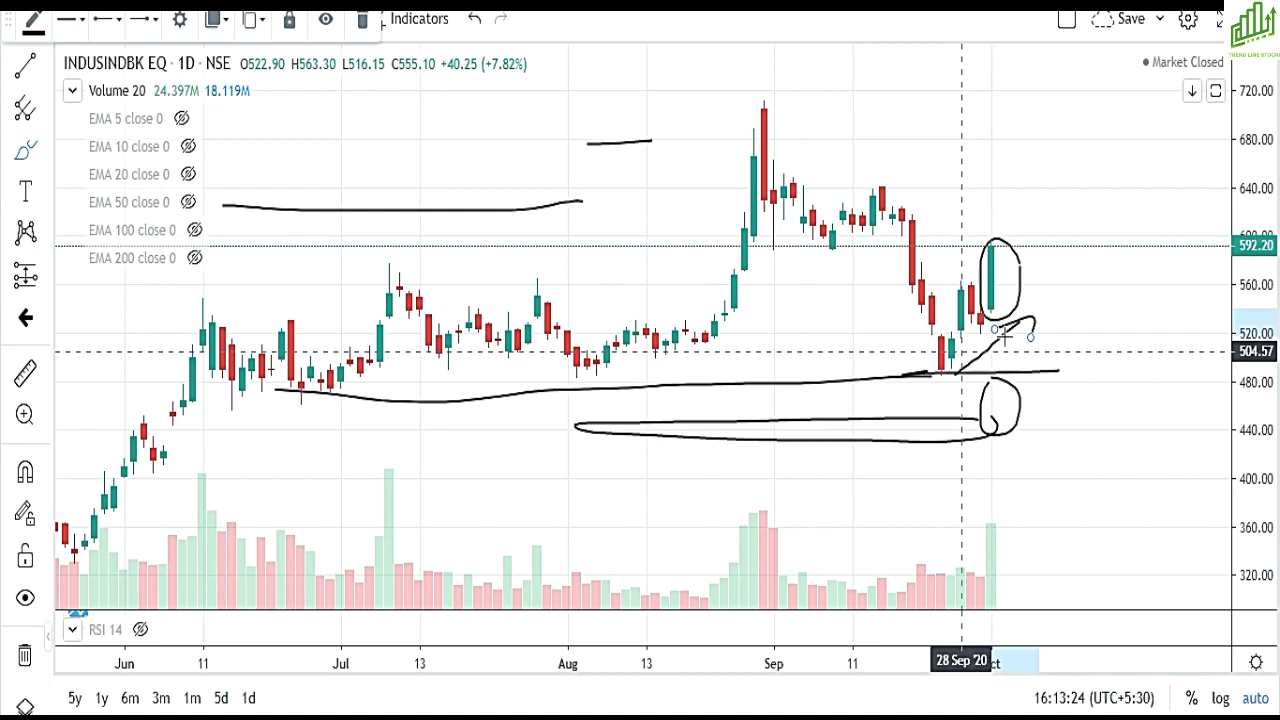 Indicators
Save
TREND LINE STOCKS
INDUSINDBK EQ · 1D · NSE O522.90 H563.30 L516.15 C555.10 +40.25 (+7.82%)
Market Closed
Volume 20 24.397M 18.119M
EMA 5 close 0
EMA 10 close 0
EMA 20 close 0
EMA 50 close 0
EMA 100 close 0
EMA 200 close 0
720.00
680.00
640.00
592.20
560.00
520.00
504.57
480.00
440.00
400.00
360.00
320.00
RSI 14
Jun 11 Jul 13 Aug 13 Sep 11 28 Sep '20 ct
5y 1y 6m 3m 1m 5d 1d
16:13:24 (UTC+5:30) % log auto